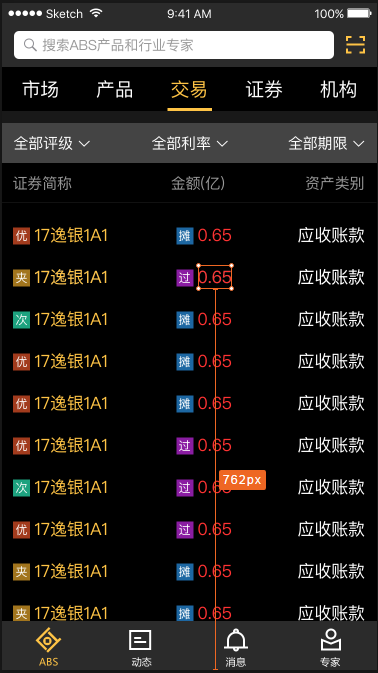 Sketch 9:41 AM 100%
搜索ABS产品和行业专家
市场 产品 交易 证券 机构
全部评级 全部利率 全部期限
证券简称 金额(亿) 资产类别
优 17逸银1A1 摊 0.65 应收账款
夹 17逸银1A1 过 0.65 应收账款
次 17逸银1A1 摊 0.65 应收账款
优 17逸银1A1 摊 0.65 应收账款
夹 17逸银1A1 摊 0.65 应收账款
优 17逸银1A1 过 0.65 应收账款
次 17逸银1A1 过 0.65 应收账款
762px
优 17逸银1A1 过 0.65 应收账款
夹 17逸银1A1 摊 0.65 应收账款
夹 17逸银1A1 摊 0.65 应收账款
ABS 动态 消息 专家